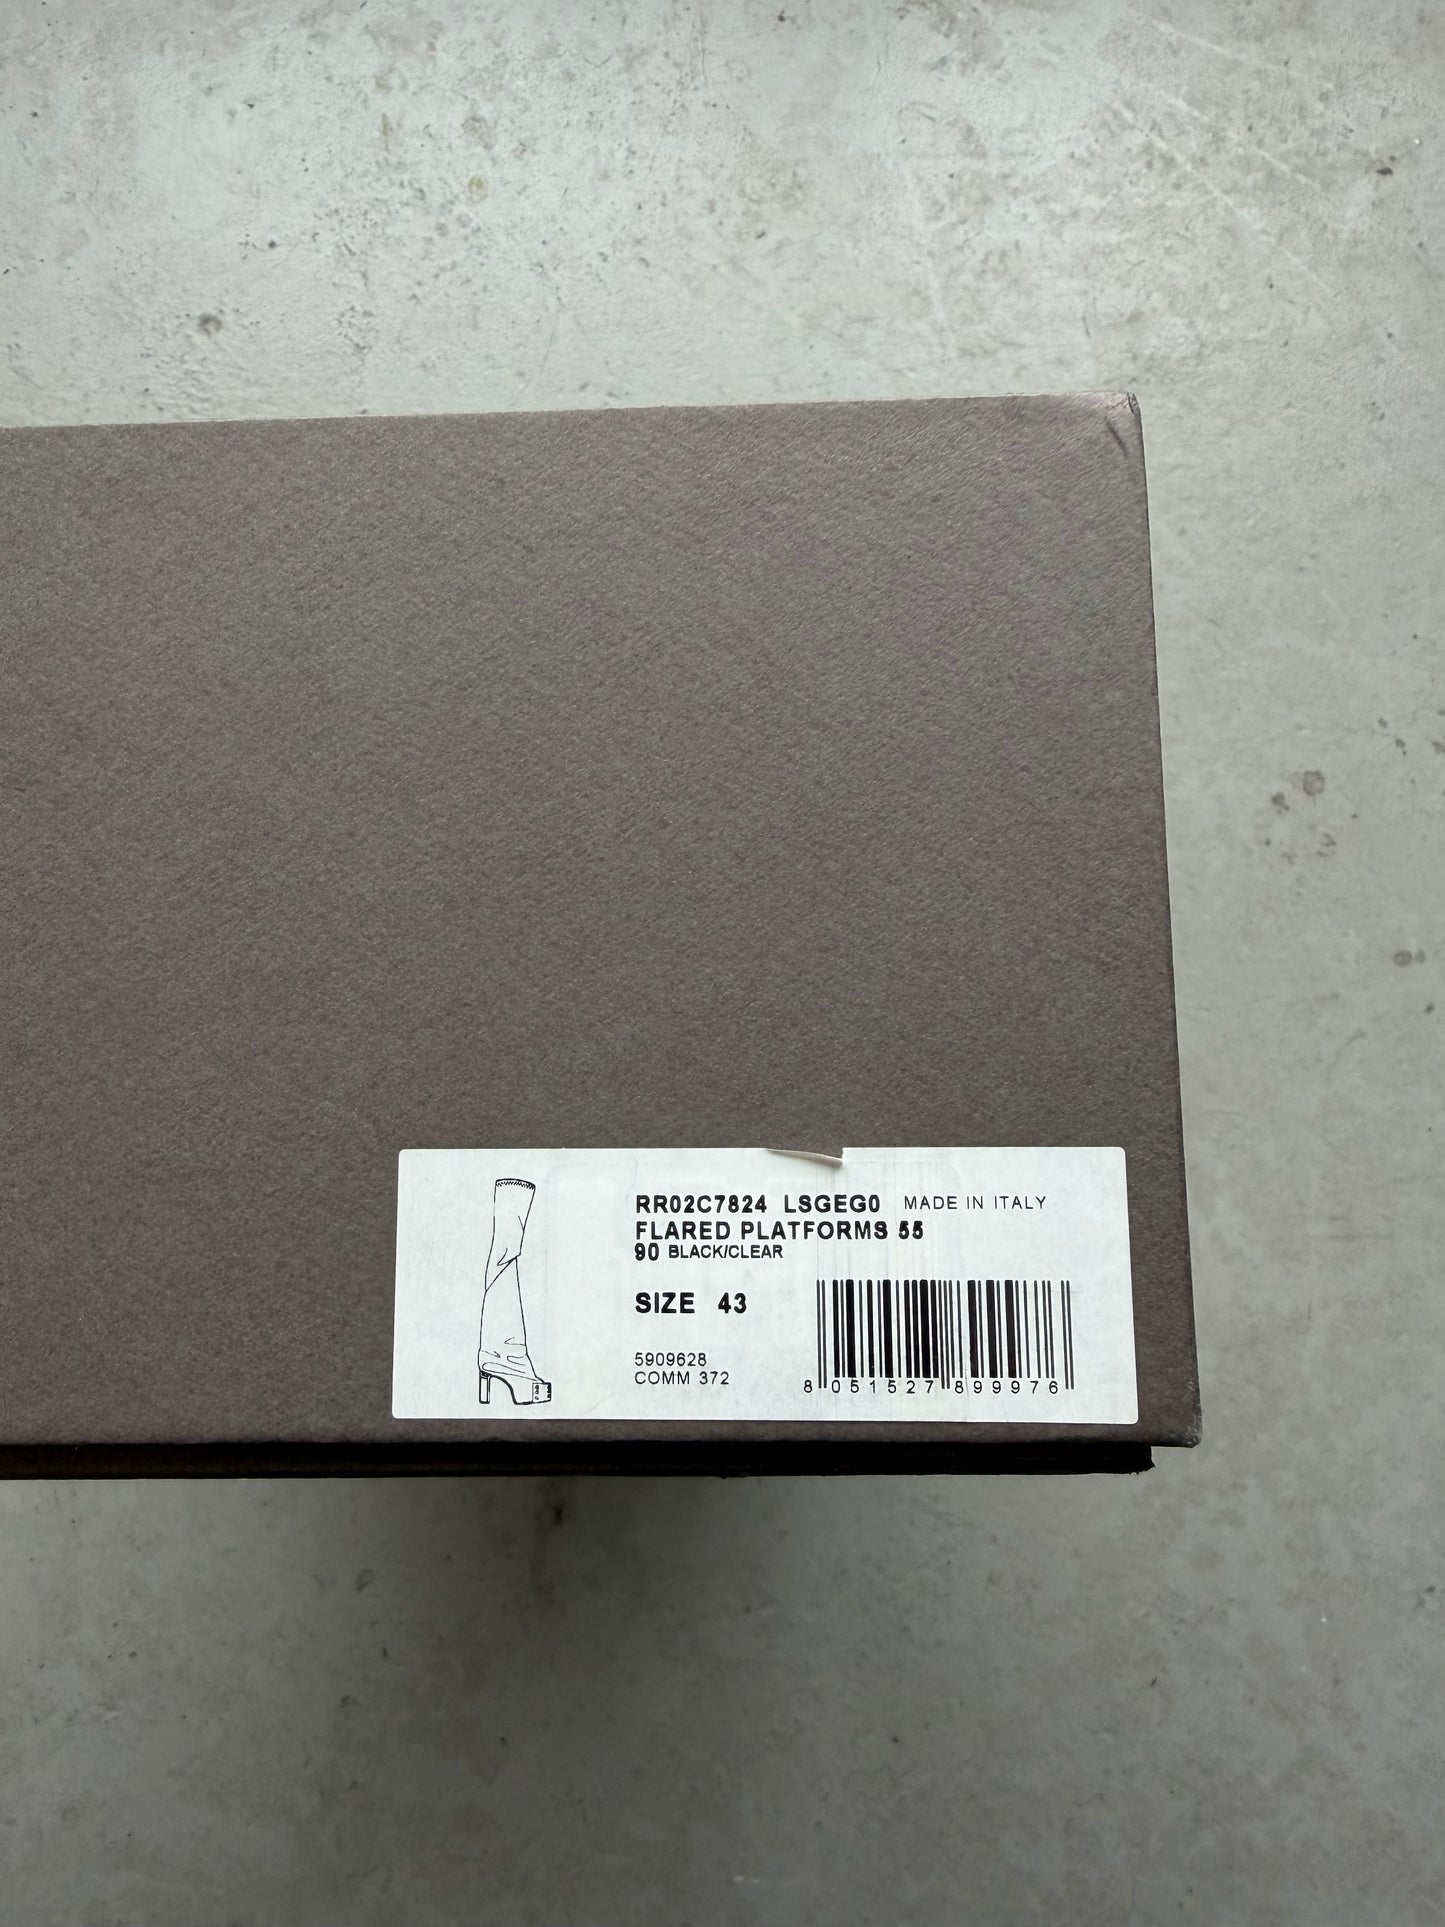 RR02C7824 LSGEG0 MADE IN ITALY
FLARED PLATFORMS 55
90 BLACK/CLEAR
SIZE 43
5909628
COMM 372
8 051527 899976